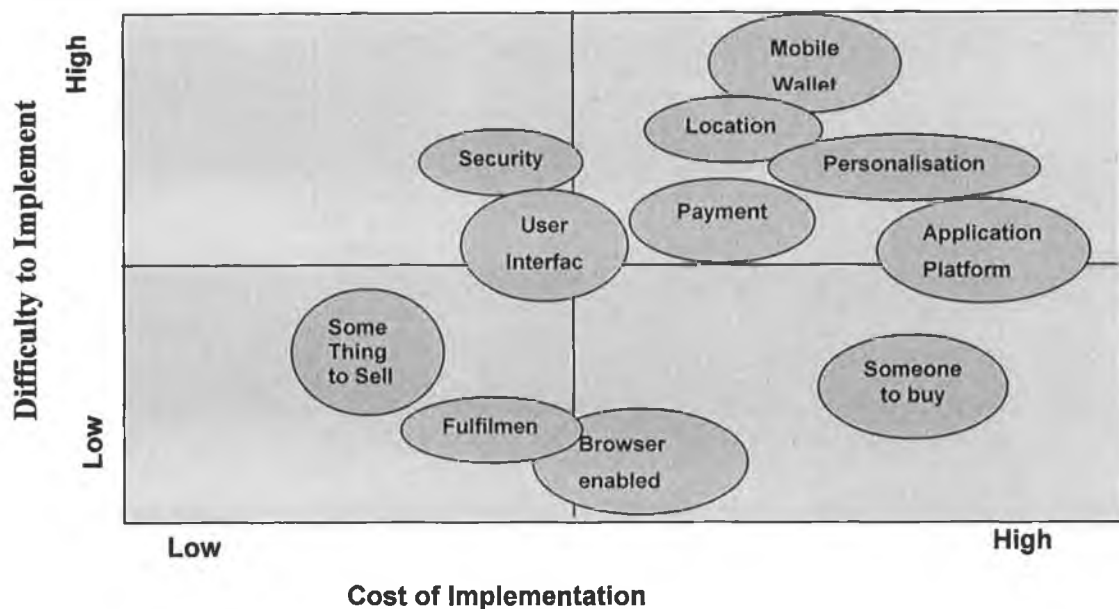 Difficulty to Implement
High
Low
Mobile
Wallet
Location
Security
Personalisation
Payment
User
Interfac
Application
Platform
Some
Thing
to Sell
Someone
to buy
Fulfilmen
Browser
enabled
Low
High
Cost of Implementation